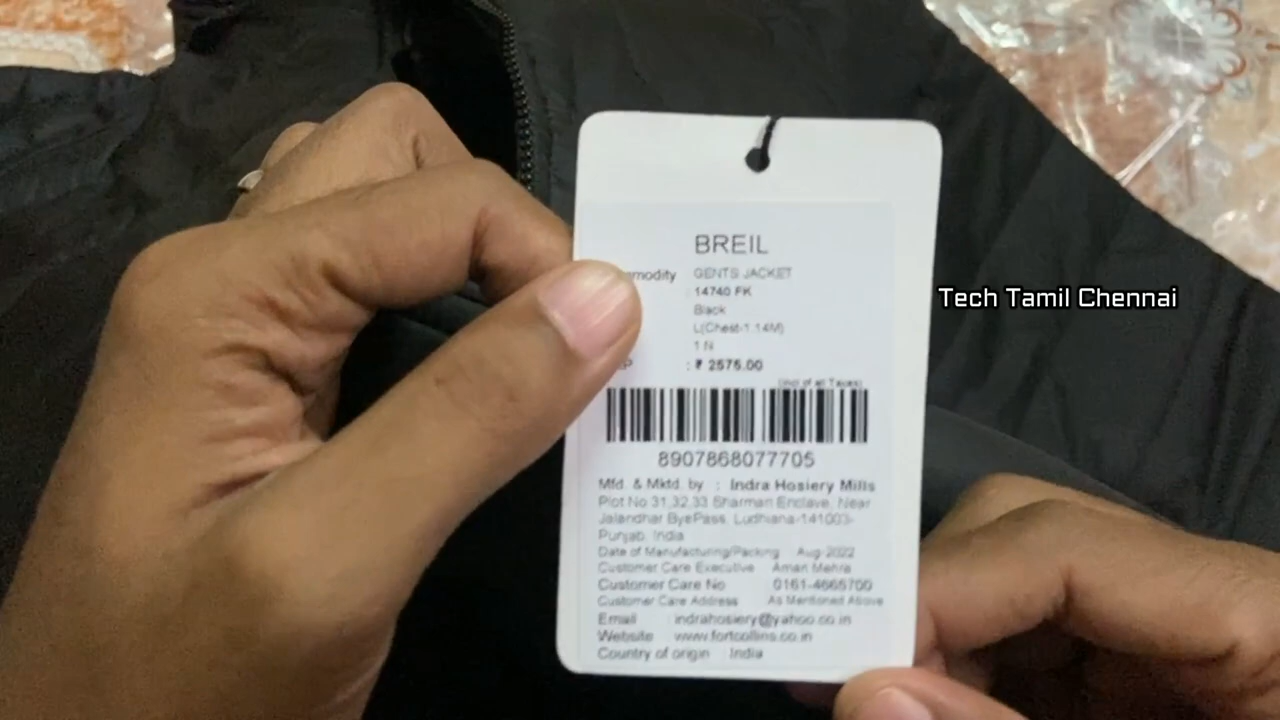 BREIL
modity GENTS JACKET
: 14740 FK
Black
L(Chest-1.14M)
1 N
P : ₹ 2575.00
(Incl of all Taxes)
8907868077705
Mfd. & Mktd. by : Indra Hosiery Mills
Plot No 31,32,33 Sharman Enclave, Near
Jalandhar ByePass, Ludhiana-141003-
Punjab, India
Date of Manufacturing/Packing Aug-2022
Customer Care Executive Aman Mehra
Customer Care No 0161-4665700
Customer Care Address As Mentioned Above
Email : indrahosiery@yahoo.co.in
Website www.fortcollins.co.in
Country of origin India
Tech Tamil Chennai